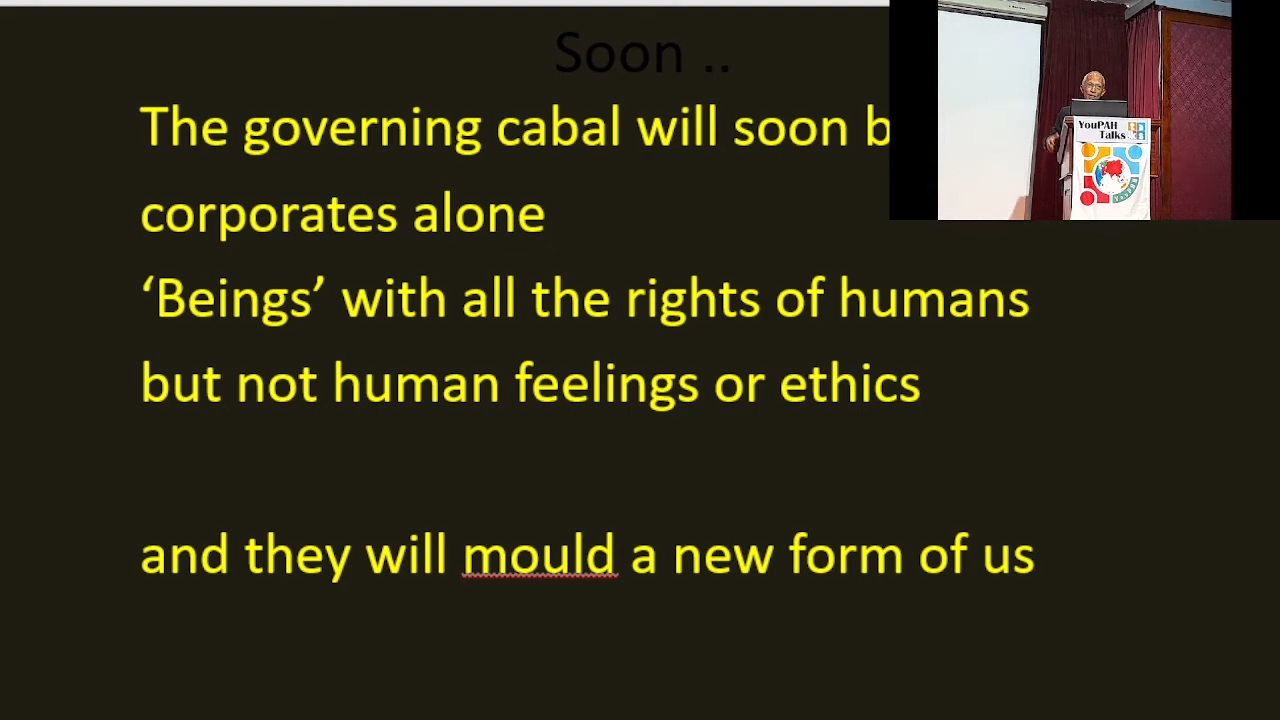 Soon ..
The governing cabal will soon b
corporates alone
‘Beings’ with all the rights of humans
but not human feelings or ethics
and they will mould a new form of us
YouPAH
Talks